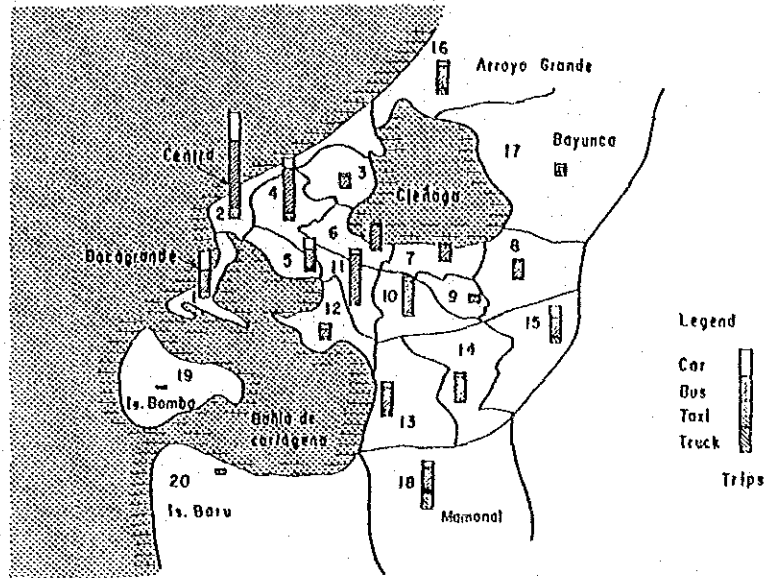 16
Arroyo Grande
17
Bayunca
Centro
3
Cienaga
4
2
6
Bocagrande
5
11
7
8
1
12
10
9
15
14
19
Is. Bomba
Bahia de
cartagena
13
20
Is. Baru
18
Mamonal
Legend
Car
Bus
Taxi
Truck
Trips